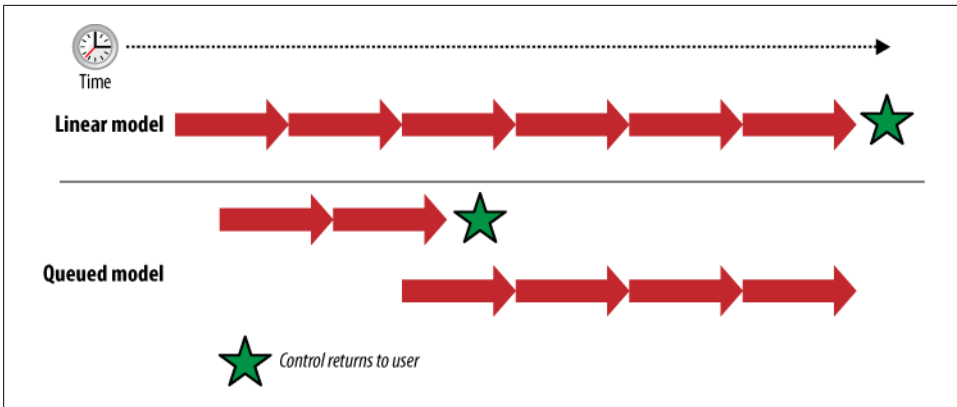 Time
Linear model
Queued model
Control returns to user